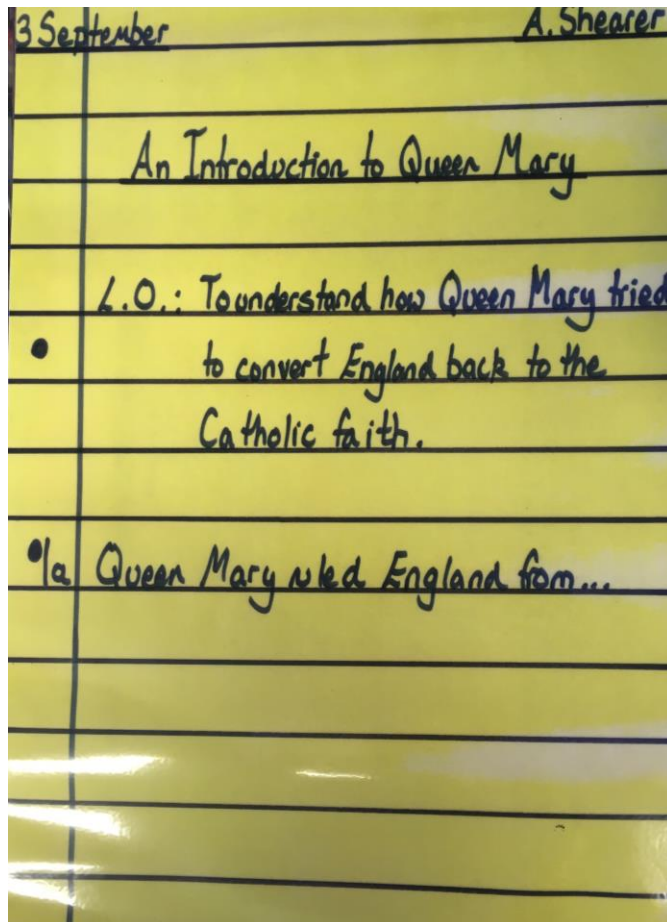 3 September A. Shearer
An Introduction to Queen Mary
L.O.: To understand how Queen Mary tried
to convert England back to the
Catholic faith.
1a Queen Mary ruled England from...